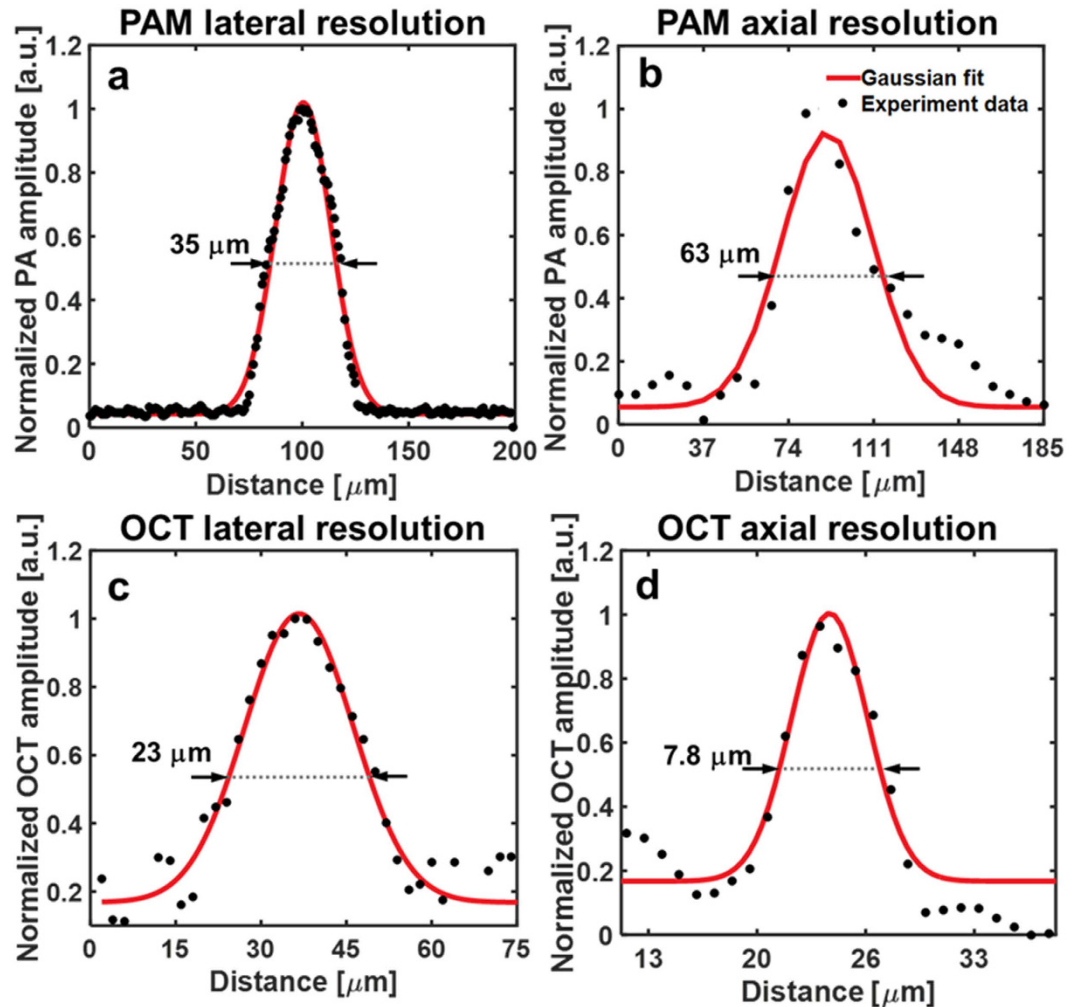 PAM lateral resolution
a
35 μm
Normalized PA amplitude [a.u.]
1.2
1
0.8
0.6
0.4
0.2
0
0 50 100 150 200
Distance [μm]
PAM axial resolution
b
Gaussian fit
Experiment data
63 μm
Normalized PA amplitude [a.u.]
1.2
1
0.8
0.6
0.4
0.2
0
0 37 74 111 148 185
Distance [μm]
OCT lateral resolution
c
23 μm
Normalized OCT amplitude [a.u.]
1.2
1
0.8
0.6
0.4
0.2
0 15 30 45 60 75
Distance [μm]
OCT axial resolution
d
7.8 μm
Normalized OCT amplitude [a.u.]
1.2
1
0.8
0.6
0.4
0.2
0
13 20 26 33
Distance [μm]